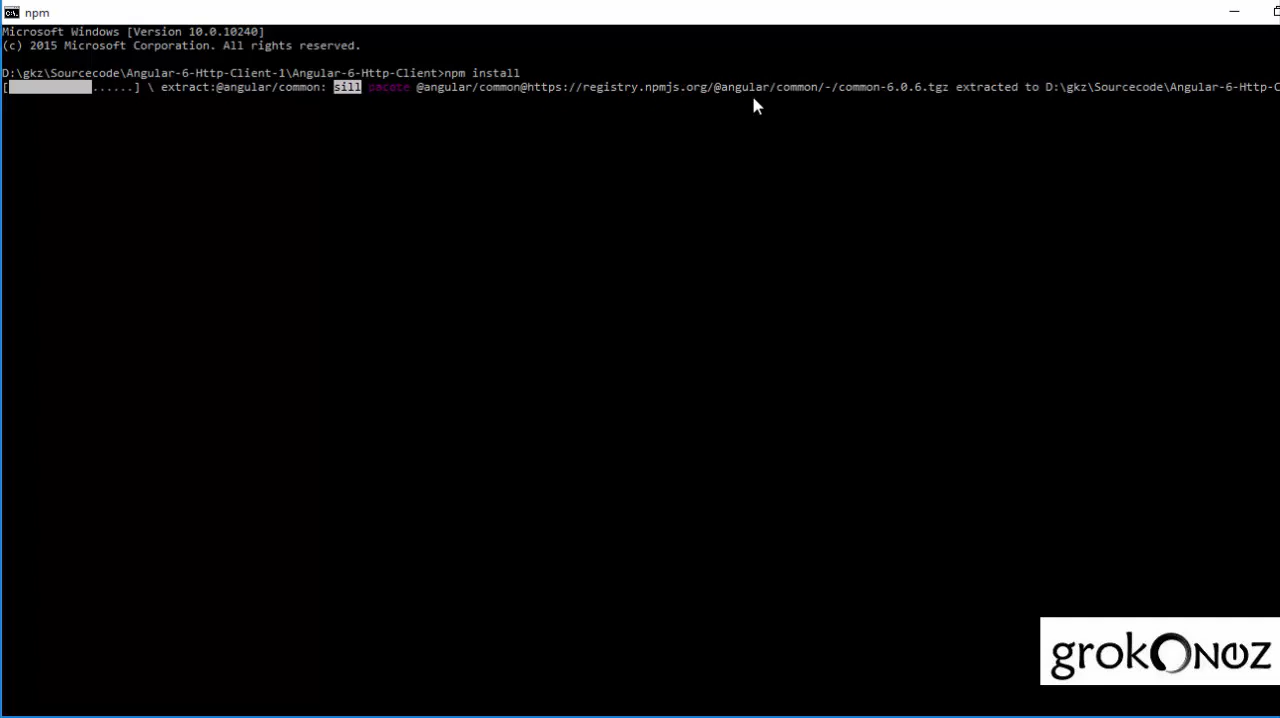 npm
Microsoft Windows [Version 10.0.10240]
(c) 2015 Microsoft Corporation. All rights reserved.
D:\gkz\Sourcecode\Angular-6-Http-Client-1\Angular-6-Http-Client>npm install
[ ......] \ extract:@angular/common: sill pacote @angular/common@https://registry.npmjs.org/@angular/common/-/common-6.0.6.tgz extracted to D:\gkz\Sourcecode\Angular-6-Http-C
grokonez